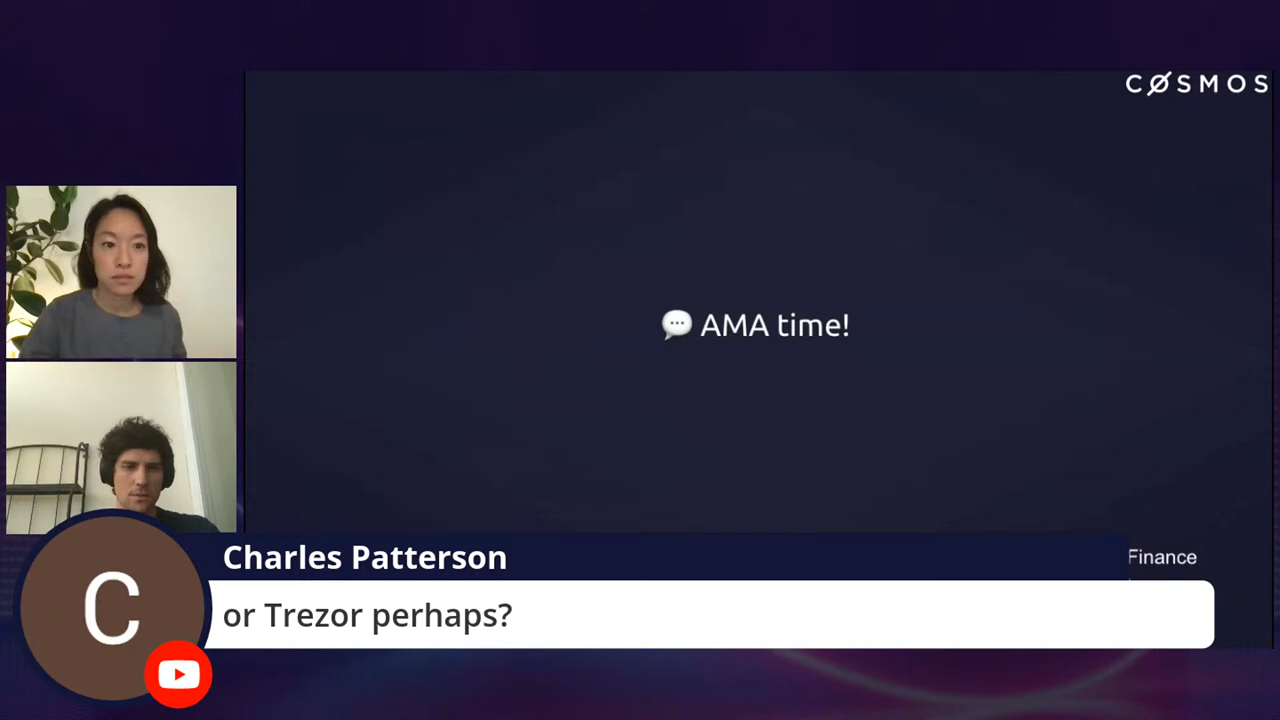 CØSMOS
💬 AMA time!
Charles Patterson
Finance
C
or Trezor perhaps?